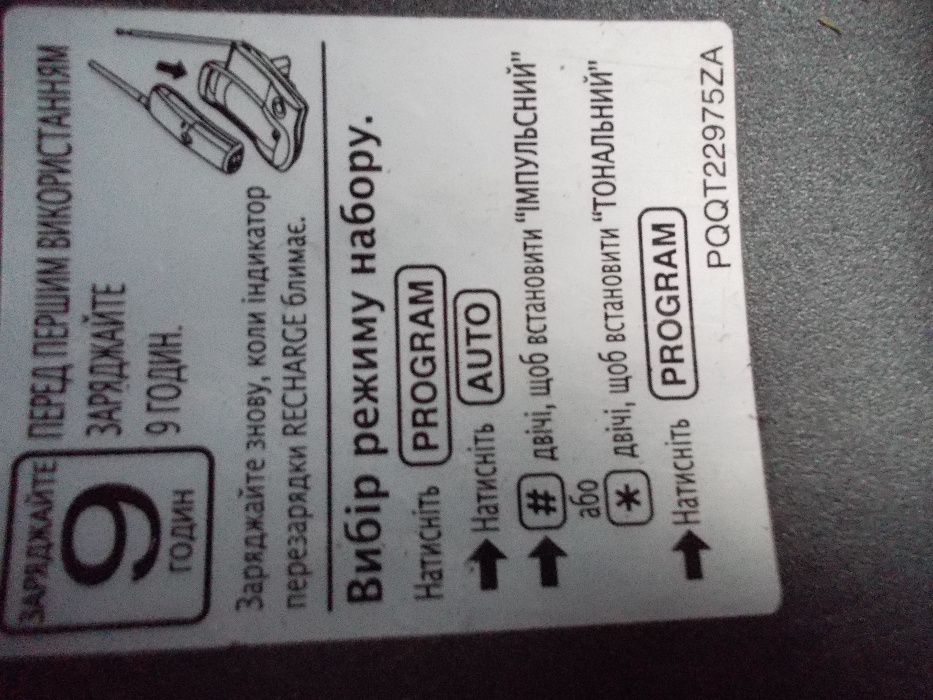 ЗАРЯДЖАЙТЕ
9
ГОДИН
ПЕРЕД ПЕРШИМ ВИКОРИСТАННЯМ
ЗАРЯДЖАЙТЕ
9 ГОДИН.
Заряджайте знову, коли індикатор
перезарядки RECHARGE блимає.
Вибір режиму набору.
Натисніть PROGRAM
Натисніть AUTO
# двічі, щоб встановити "ІМПУЛЬСНИЙ"
або
* двічі, щоб встановити "ТОНАЛЬНИЙ"
Натисніть PROGRAM
PQQT22975ZA